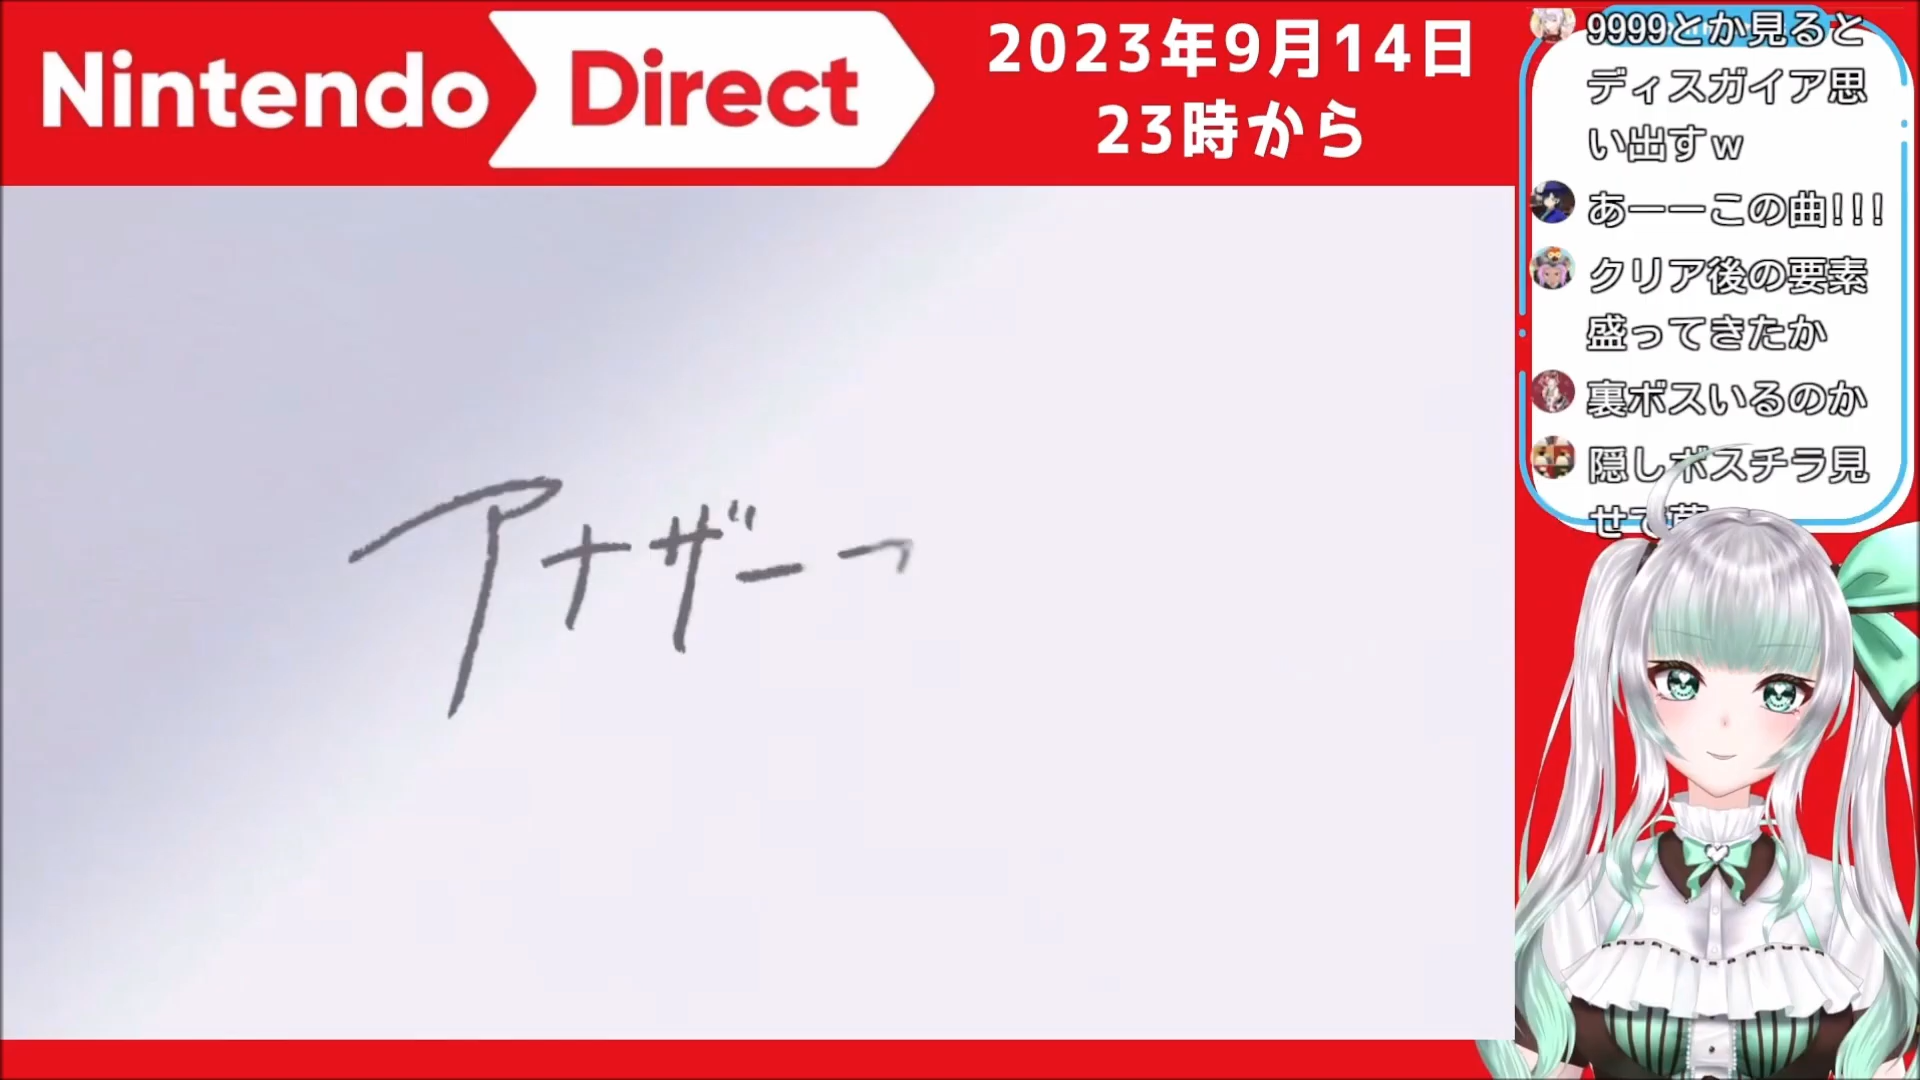 Nintendo Direct
2023年9月14日
23時から
アナザー
9999とか見ると
ディスガイア思
い出すｗ
あーーこの曲!!!
クリア後の要素
盛ってきたか
裏ボスいるのか
隠しボスチラ見
せて草